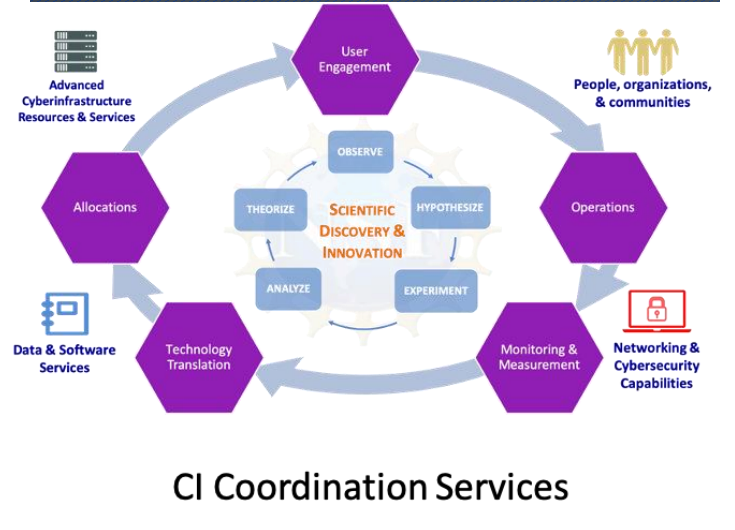 User
Engagement
Advanced
Cyberinfrastructure
Resources & Services
People, organizations,
& communities
OBSERVE
Allocations
THEORIZE
SCIENTIFIC
DISCOVERY &
INNOVATION
HYPOTHESIZE
Operations
ANALYZE
EXPERIMENT
Data & Software
Services
Technology
Translation
Monitoring &
Measurement
Networking &
Cybersecurity
Capabilities
NSF
CI Coordination Services